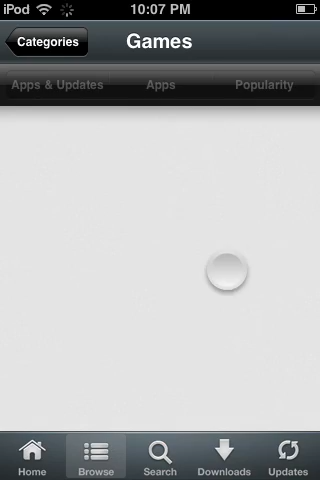 iPod 10:07 PM
Categories Games
Apps & Updates Apps Popularity
Home Browse Search Downloads Updates